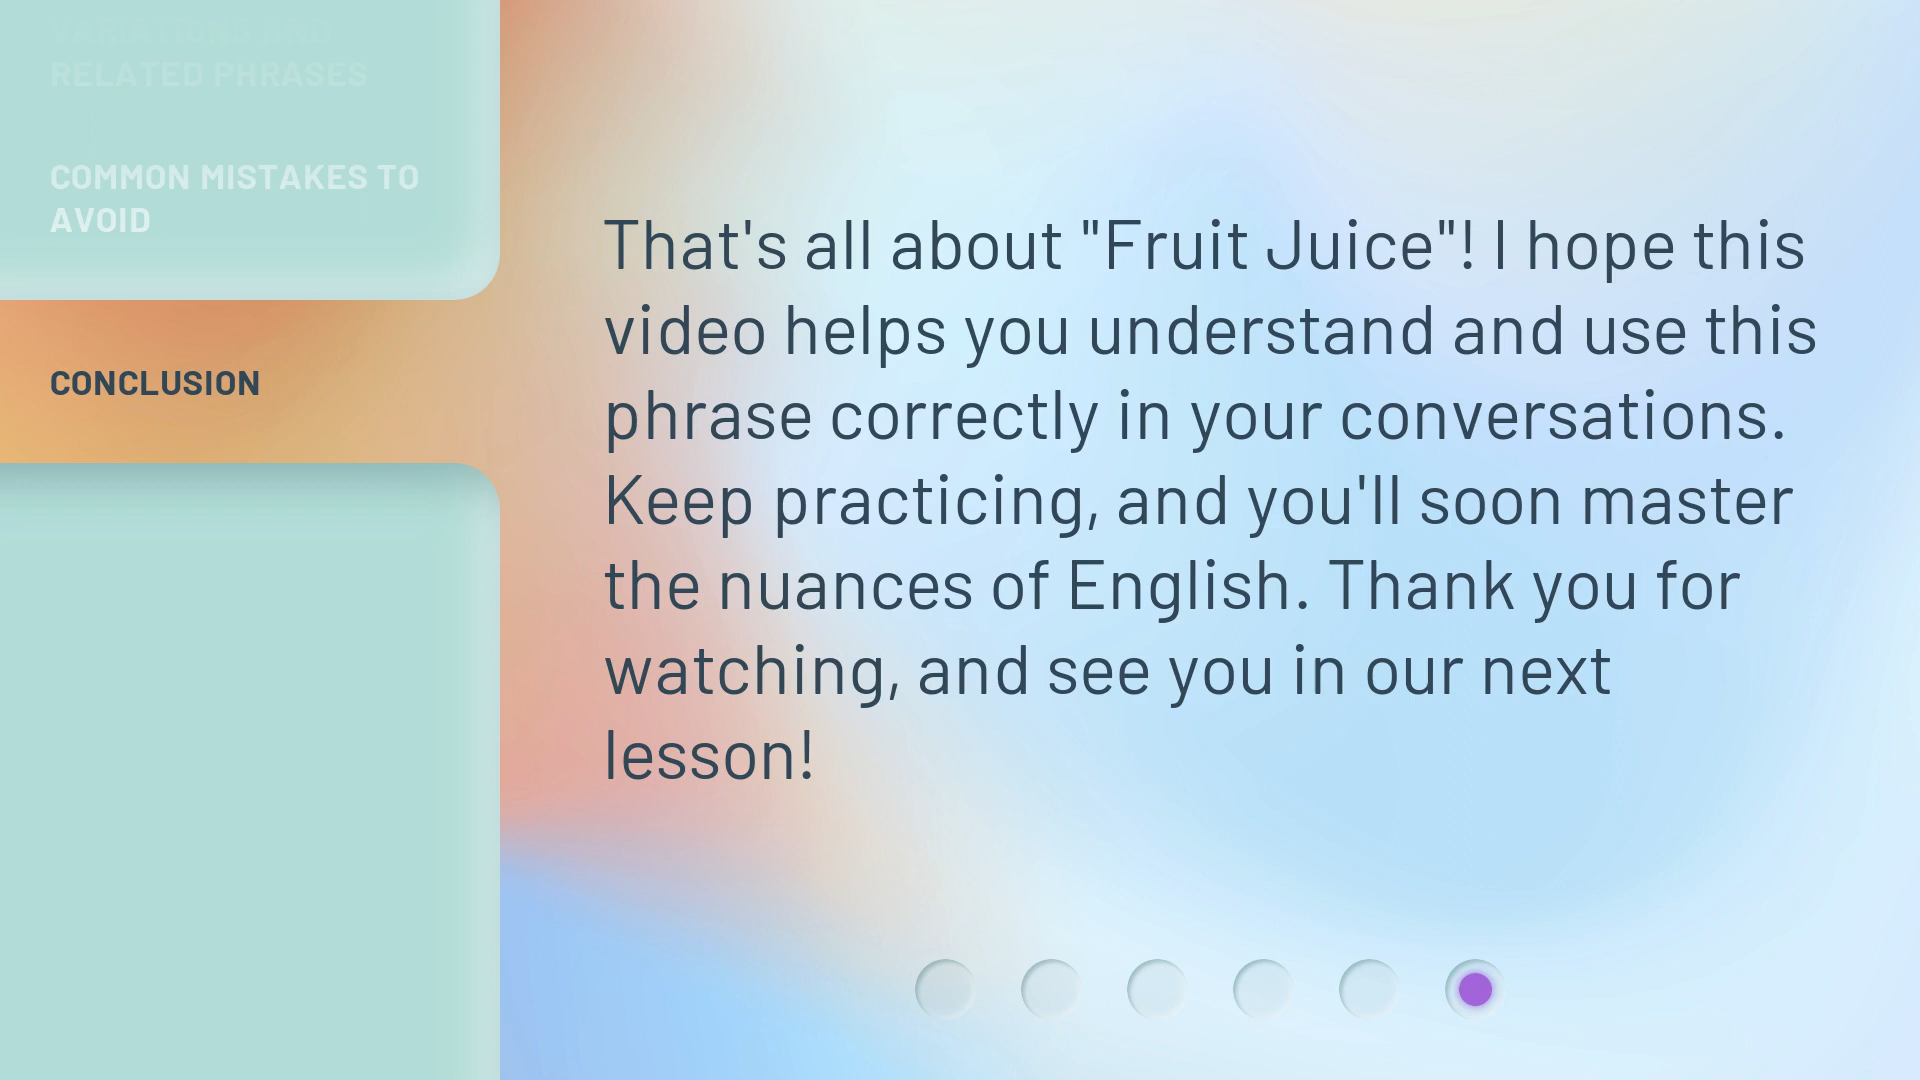 VARIATIONS AND
RELATED PHRASES
COMMON MISTAKES TO
AVOID
CONCLUSION
That's all about "Fruit Juice"! I hope this
video helps you understand and use this
phrase correctly in your conversations.
Keep practicing, and you'll soon master
the nuances of English. Thank you for
watching, and see you in our next
lesson!